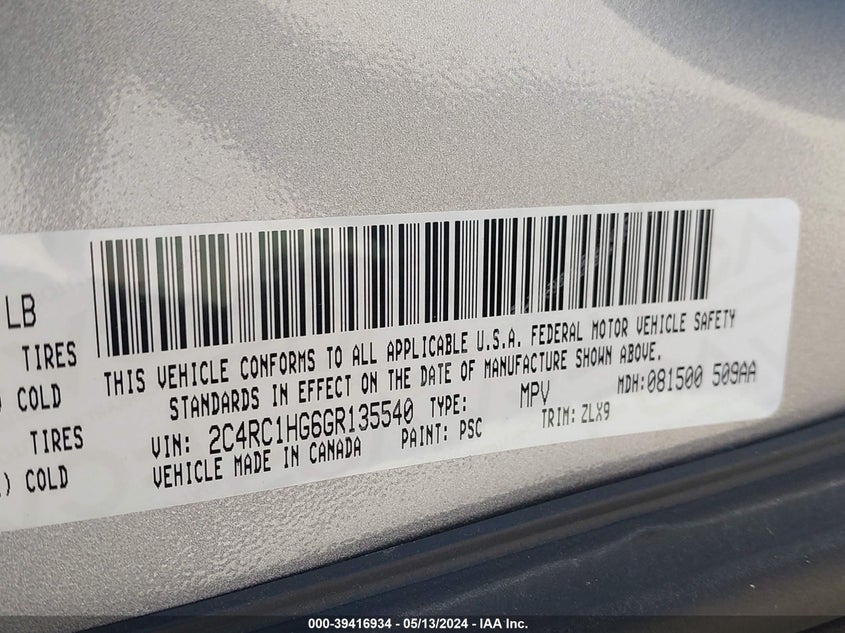 LB
TIRES
COLD
TIRES
) COLD
THIS VEHICLE CONFORMS TO ALL APPLICABLE U.S.A. FEDERAL MOTOR VEHICLE SAFETY
STANDARDS IN EFFECT ON THE DATE OF MANUFACTURE SHOWN ABOVE.
VIN: 2C4RC1HG6GR135540 TYPE: MPV MDH:081500 509AA
VEHICLE MADE IN CANADA PAINT: PSC TRIM: ZLX9
000-39416934 - 05/13/2024 - IAA Inc.